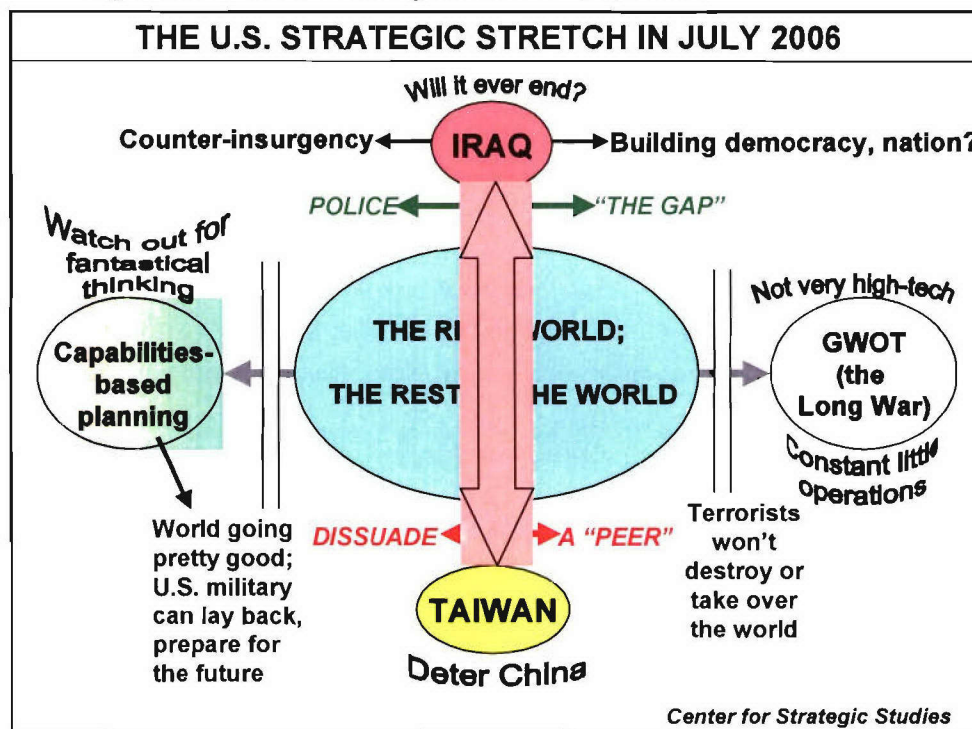 THE U.S. STRATEGIC STRETCH IN JULY 2006
Will it ever end?
Counter-insurgency
IRAQ
Building democracy, nation?
POLICE
"THE GAP"
Watch out for
fantastical
thinking
Capabilities-
based
planning
THE RI WORLD;
THE REST HE WORLD
Not very high-tech
GWOT
(the
Long War)
Constant little
operations
World going
pretty good;
U.S. military
can lay back,
prepare for
the future
DISSUADE
A "PEER"
Terrorists
won't
destroy or
take over
the world
TAIWAN
Deter China
Center for Strategic Studies